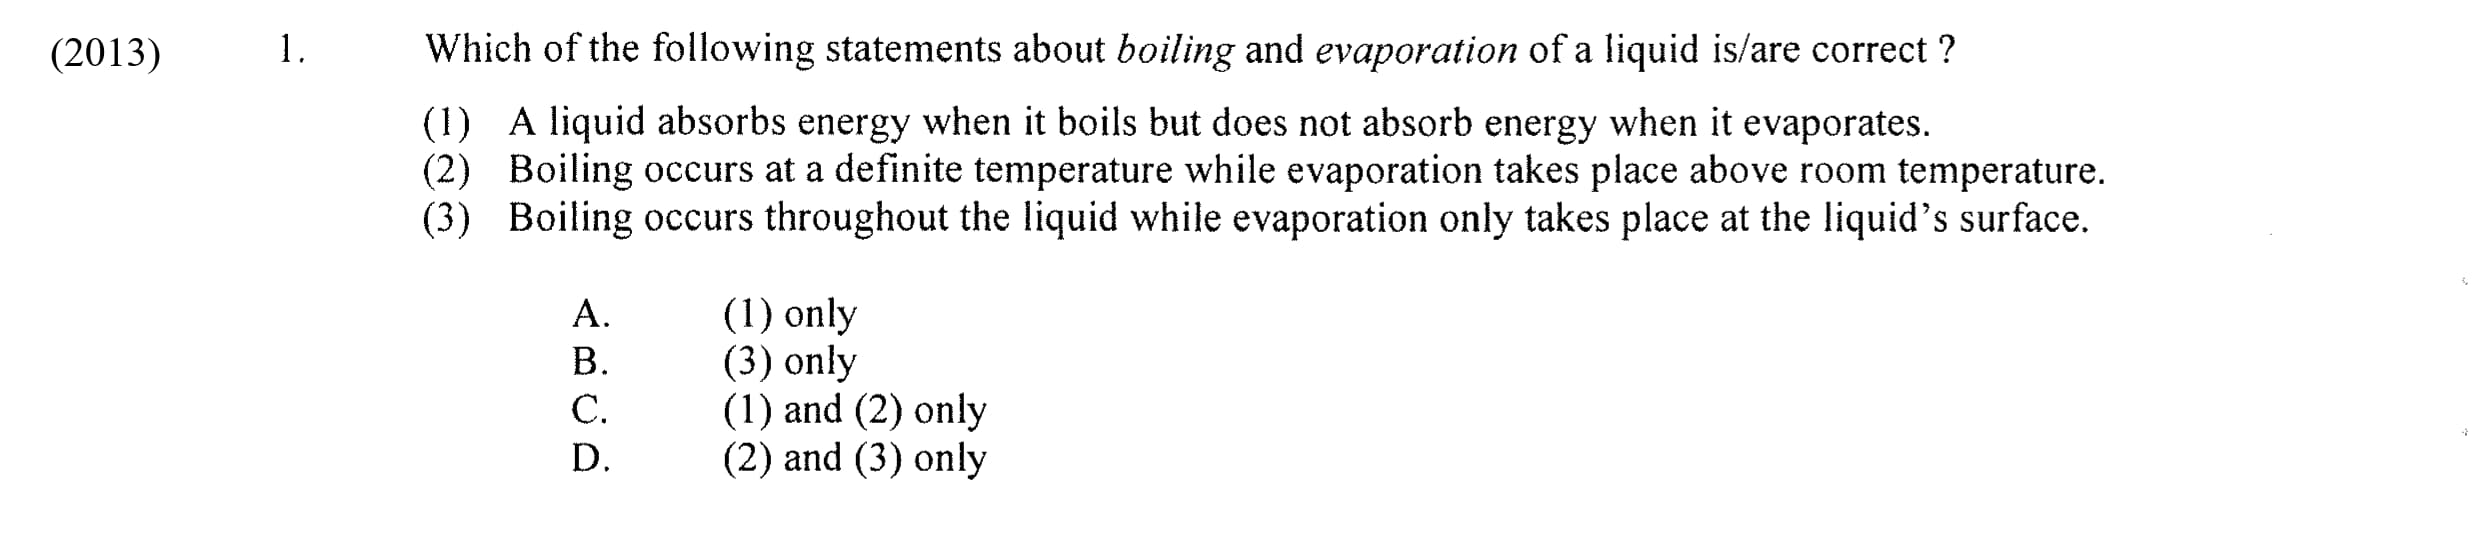 (2013) 1. Which of the following statements about boiling and evaporation of a liquid is/are correct ?
(1) A liquid absorbs energy when it boils but does not absorb energy when it evaporates.
(2) Boiling occurs at a definite temperature while evaporation takes place above room temperature.
(3) Boiling occurs throughout the liquid while evaporation only takes place at the liquid's surface.
A. (1) only
B. (3) only
C. (1) and (2) only
D. (2) and (3) only